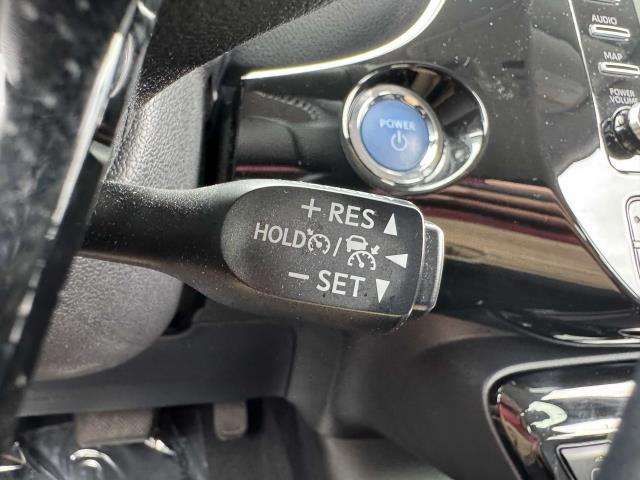 AUDIO
MAP
POWER
VOLUME
POWER
+ RES ▲
HOLD / ◀
− SET ▼